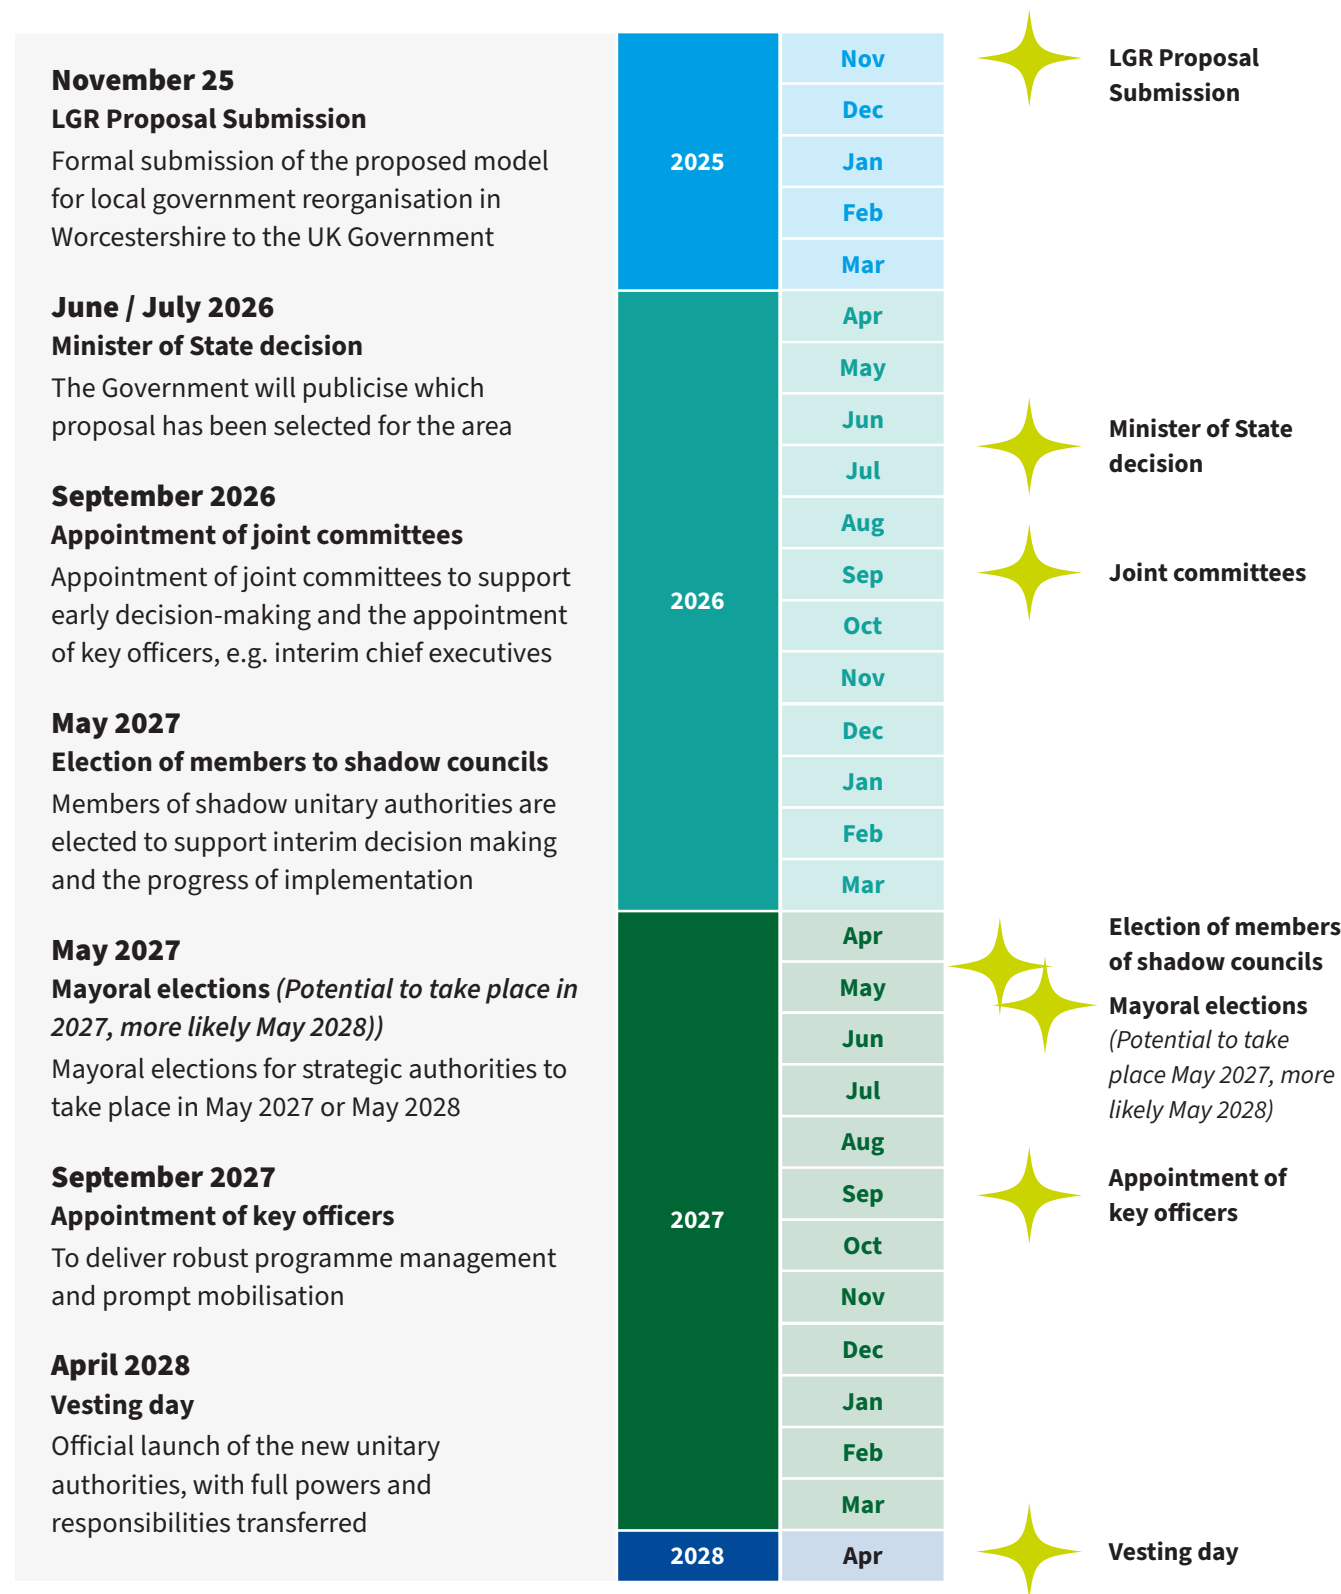 November 25
LGR Proposal Submission
Formal submission of the proposed model
for local government reorganisation in
Worcestershire to the UK Government
June / July 2026
Minister of State decision
The Government will publicise which
proposal has been selected for the area
September 2026
Appointment of joint committees
Appointment of joint committees to support
early decision-making and the appointment
of key officers, e.g. interim chief executives
May 2027
Election of members to shadow councils
Members of shadow unitary authorities are
elected to support interim decision making
and the progress of implementation
May 2027
Mayoral elections (Potential to take place in
2027, more likely May 2028))
Mayoral elections for strategic authorities to
take place in May 2027 or May 2028
September 2027
Appointment of key officers
To deliver robust programme management
and prompt mobilisation
April 2028
Vesting day
Official launch of the new unitary
authorities, with full powers and
responsibilities transferred
2025
Nov
Dec
Jan
Feb
Mar
2026
Apr
May
Jun
Jul
Aug
Sep
Oct
Nov
Dec
Jan
Feb
Mar
2027
Apr
May
Jun
Jul
Aug
Sep
Oct
Nov
Dec
Jan
Feb
Mar
2028
Apr
LGR Proposal
Submission
Minister of State
decision
Joint committees
Election of members
of shadow councils
Mayoral elections
(Potential to take
place May 2027, more
likely May 2028)
Appointment of
key officers
Vesting day